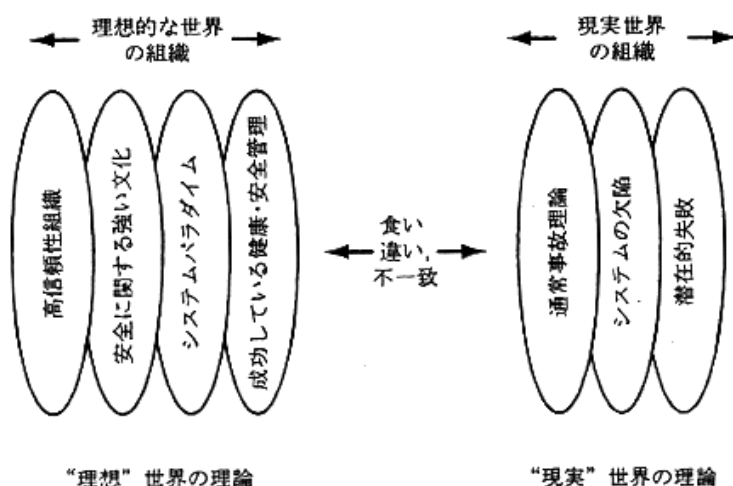 理想的な世界
の組織
現実世界
の組織
高信頼性組織
安全に関する強い文化
システムパラダイム
成功している健康・安全管理
食い
違い,
不一致
通常事故理論
システムの欠陥
潜在的失敗
“理想”世界の理論
“現実”世界の理論